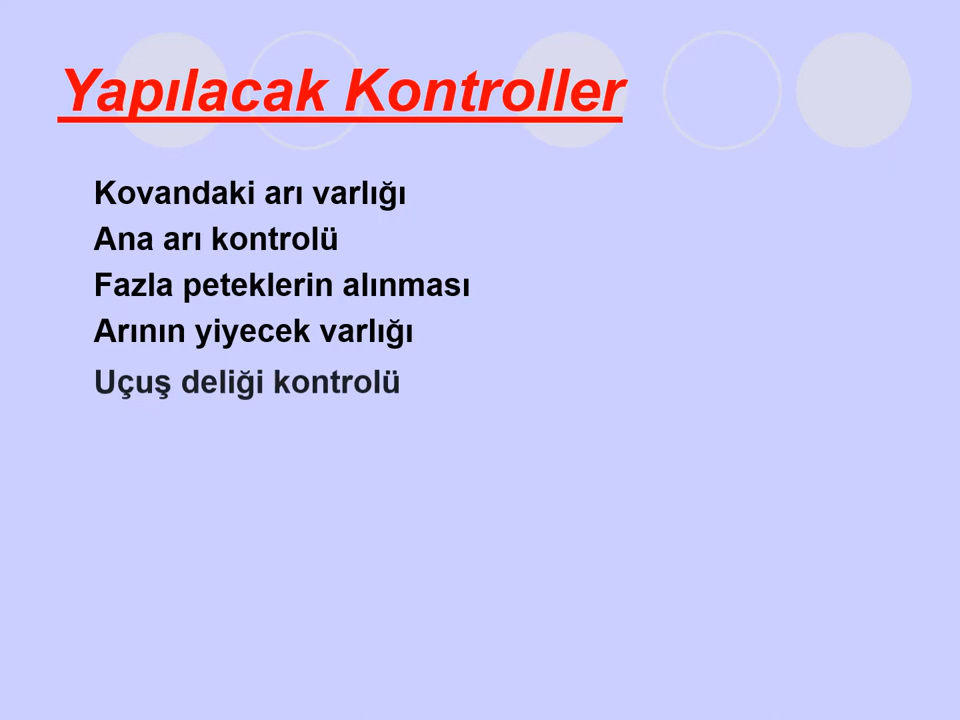 Yapılacak Kontroller
Kovandaki arı varlığı
Ana arı kontrolü
Fazla peteklerin alınması
Arının yiyecek varlığı
Uçuş deliği kontrolü